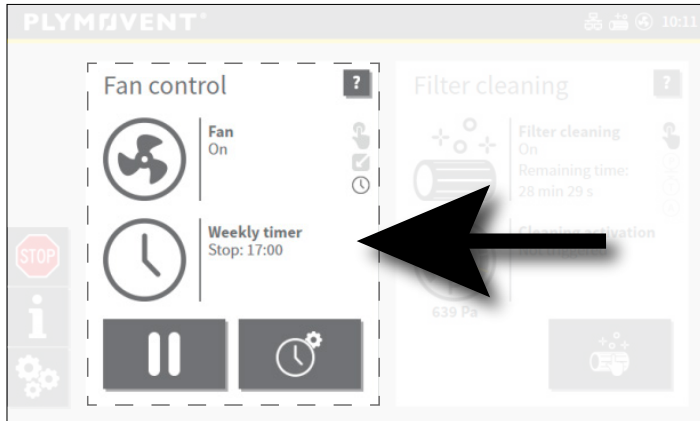 PLYMOVENT®
10:11
Fan control
?
Fan
On
Weekly timer
Stop: 17:00
Filter cleaning
?
Filter cleaning
On
Remaining time:
28 min 29 s
Cleaning activation
639 Pa
STOP
i